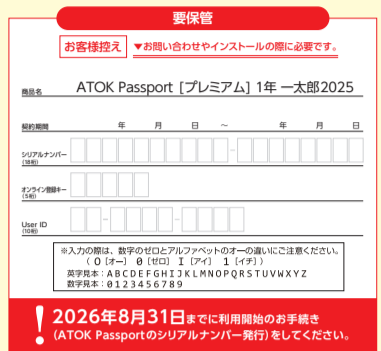 要保管
お客様控え ▼お問い合わせやインストールの際に必要です。
商品名 ATOK Passport [プレミアム] 1年 一太郎2025
契約期間 年 月 日 ～ 年 月 日
シリアルナンバー
(18桁)
オンライン登録キー
(5桁)
User ID
(10桁)
※入力の際は、数字のゼロとアルファベットのオーの違いにご注意ください。
( O [オー] 0 [ゼロ] I [アイ] 1 [イチ] )
英字見本：ABCDEFGHIJKLMNOPQRSTUVWXYZ
数字見本：0123456789
2026年8月31日までに利用開始のお手続き
(ATOK Passportのシリアルナンバー発行)をしてください。